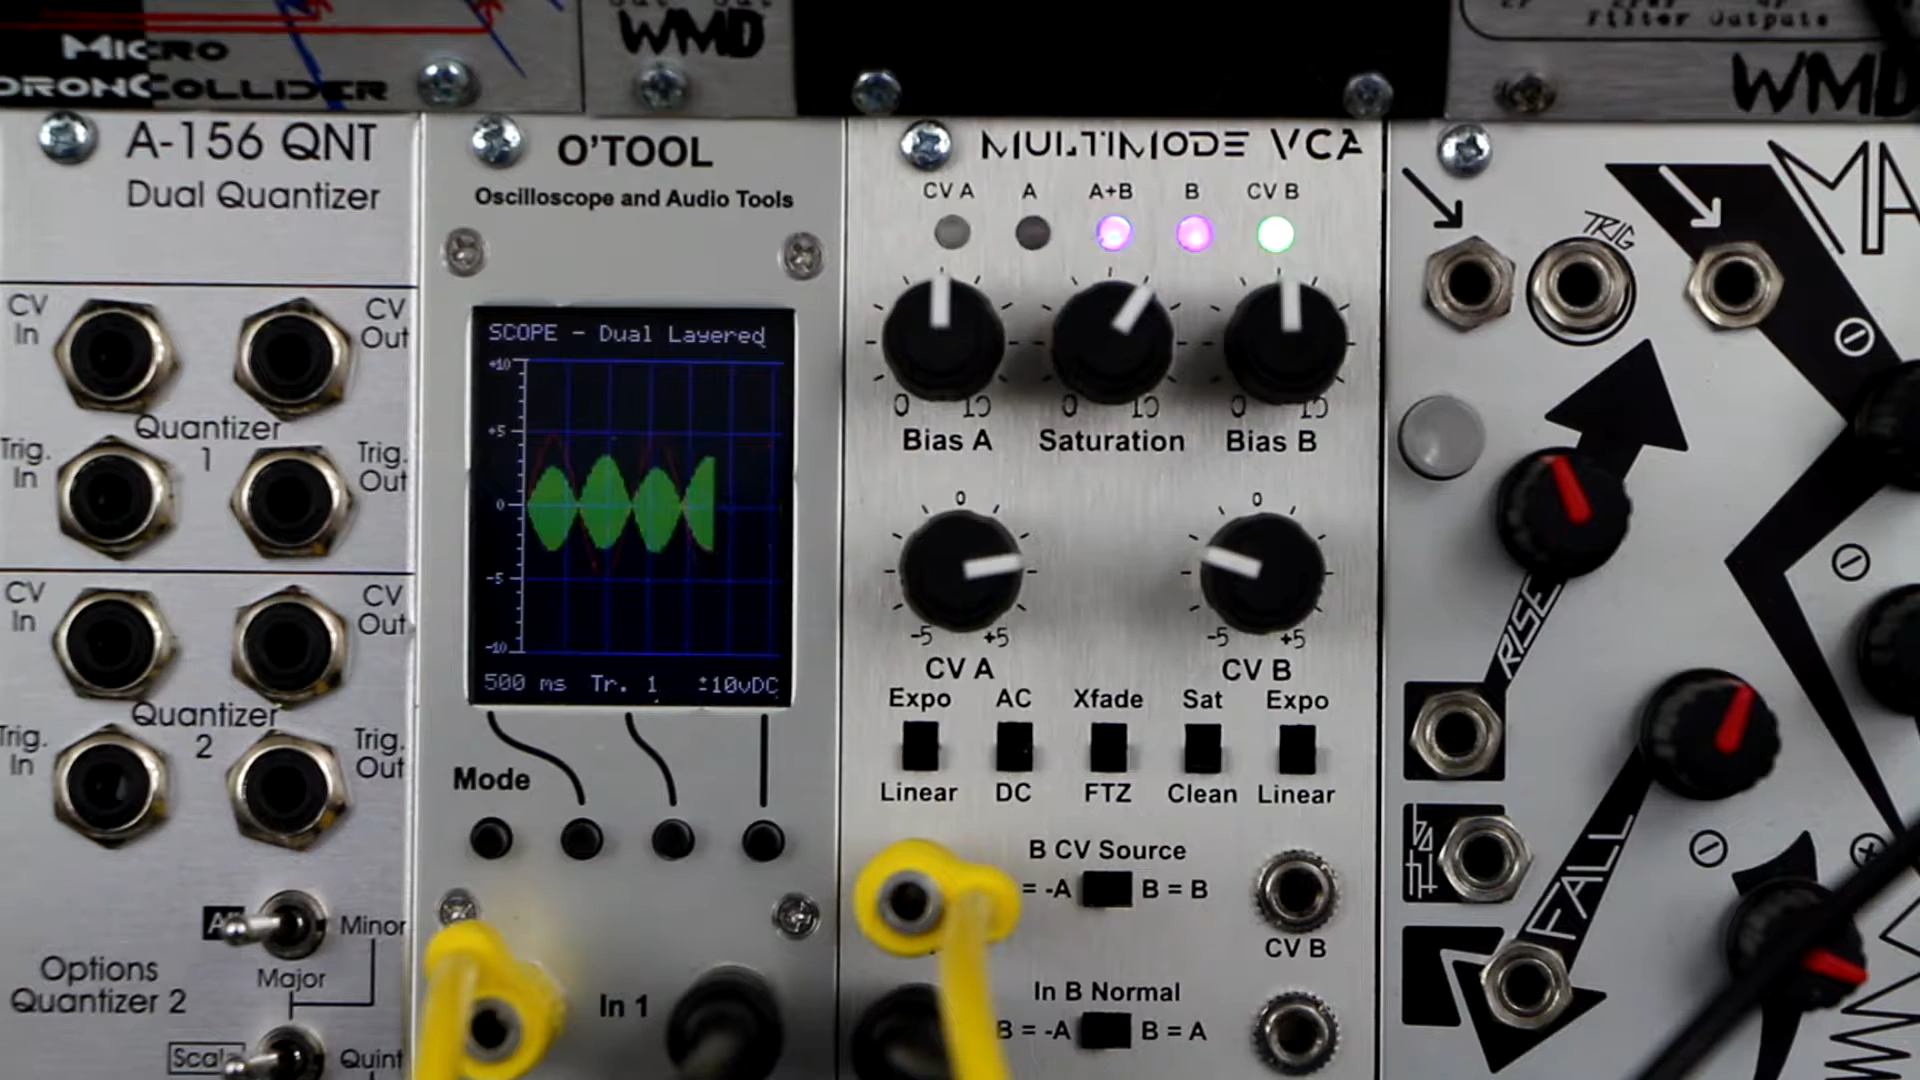 MICRO
COLLIDER
WMD
Filter Outputs
WMD
A-156 QNT
Dual Quantizer
CV In
CV Out
Quantizer 1
Trig. In
Trig. Out
CV In
CV Out
Quantizer 2
Trig. In
Trig. Out
Minor
Major
Options
Quantizer 2
Quint
O'TOOL
Oscilloscope and Audio Tools
SCOPE - Dual Layered
+10
+5
0
-5
-10
500 ms Tr. 1 ±10vDC
Mode
In 1
MULTIMODE VCA
CV A A A+B B CV B
0 10 0 10 0 10
Bias A Saturation Bias B
0 0
-5 +5 -5 +5
CV A CV B
Expo AC Xfade Sat Expo
Linear DC FTZ Clean Linear
B CV Source
= -A B = B
CV B
In B Normal
B = -A B = A
TRIG
MA
RISE
FALL